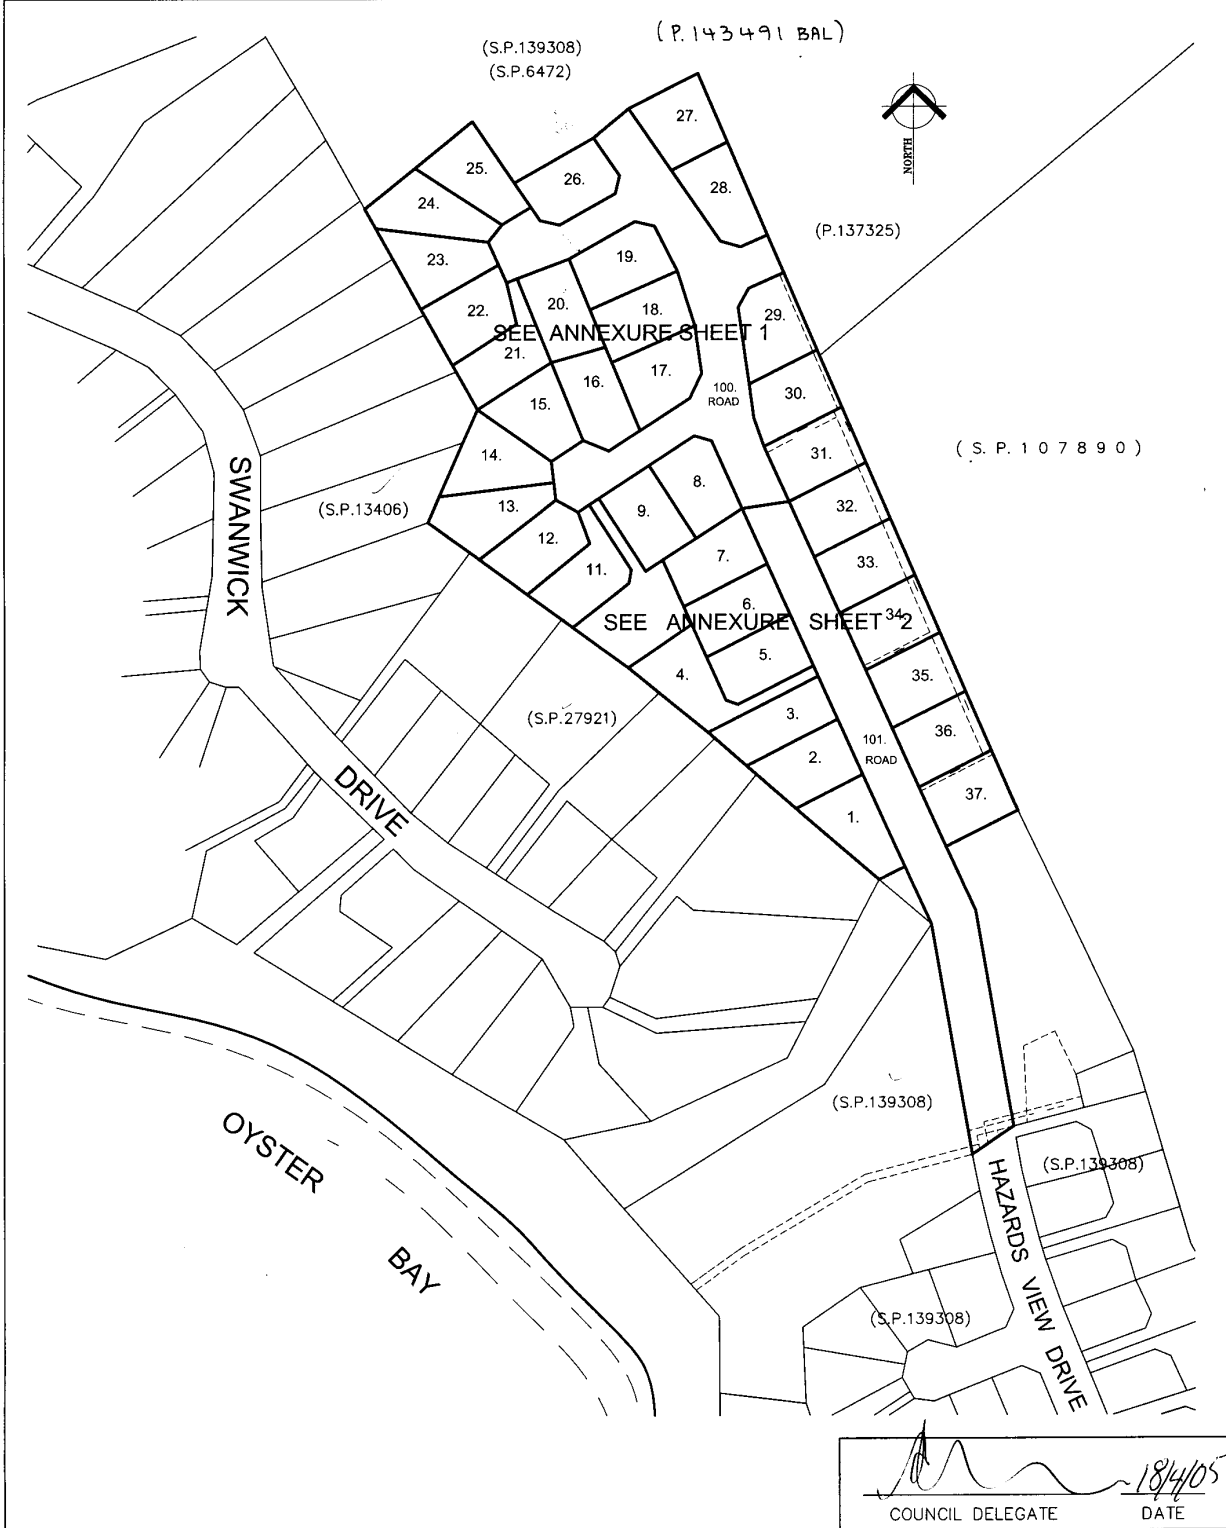 (P.143491 BAL)
(S.P.139308)
(S.P.6472)
NORTH
27.
28.
25.
26.
24.
(P.137325)
23.
19.
22.
20.
18.
29.
SEE ANNEXURE SHEET 1
21.
17.
16.
100.
ROAD
30.
15.
14.
31.
(S.P.107890)
8.
SWANWICK
(S.P.13406)
13.
9.
32.
12.
7.
33.
11.
6.
34.
SEE ANNEXURE SHEET 2
5.
4.
35.
(S.P.27921)
3.
36.
101.
ROAD
2.
DRIVE
37.
1.
(S.P.139308)
OYSTER
BAY
(S.P.139308)
HAZARDS VIEW DRIVE
(S.P.139308)
18/4/05
COUNCIL DELEGATE
DATE